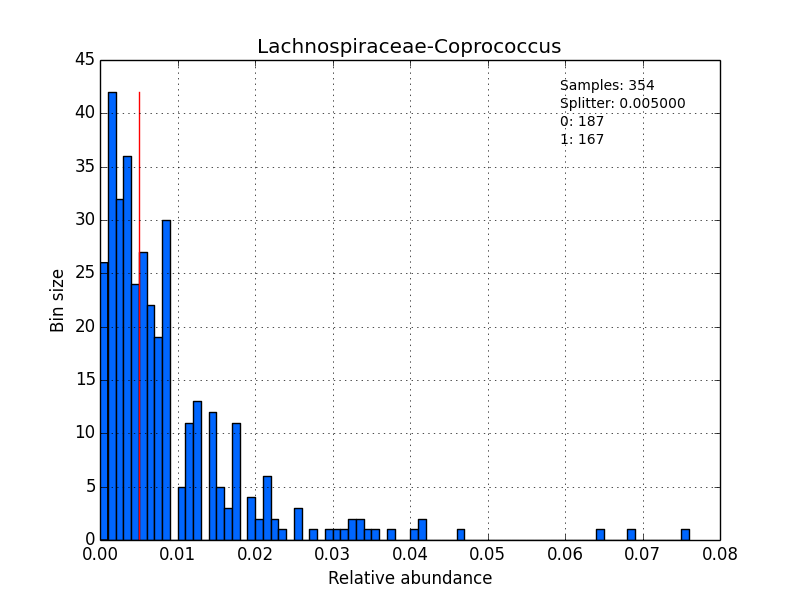 Lachnospiraceae-Coprococcus
Samples: 354
Splitter: 0.005000
0: 187
1: 167
Bin size
45
40
35
30
25
20
15
10
5
0
0.00 0.01 0.02 0.03 0.04 0.05 0.06 0.07 0.08
Relative abundance